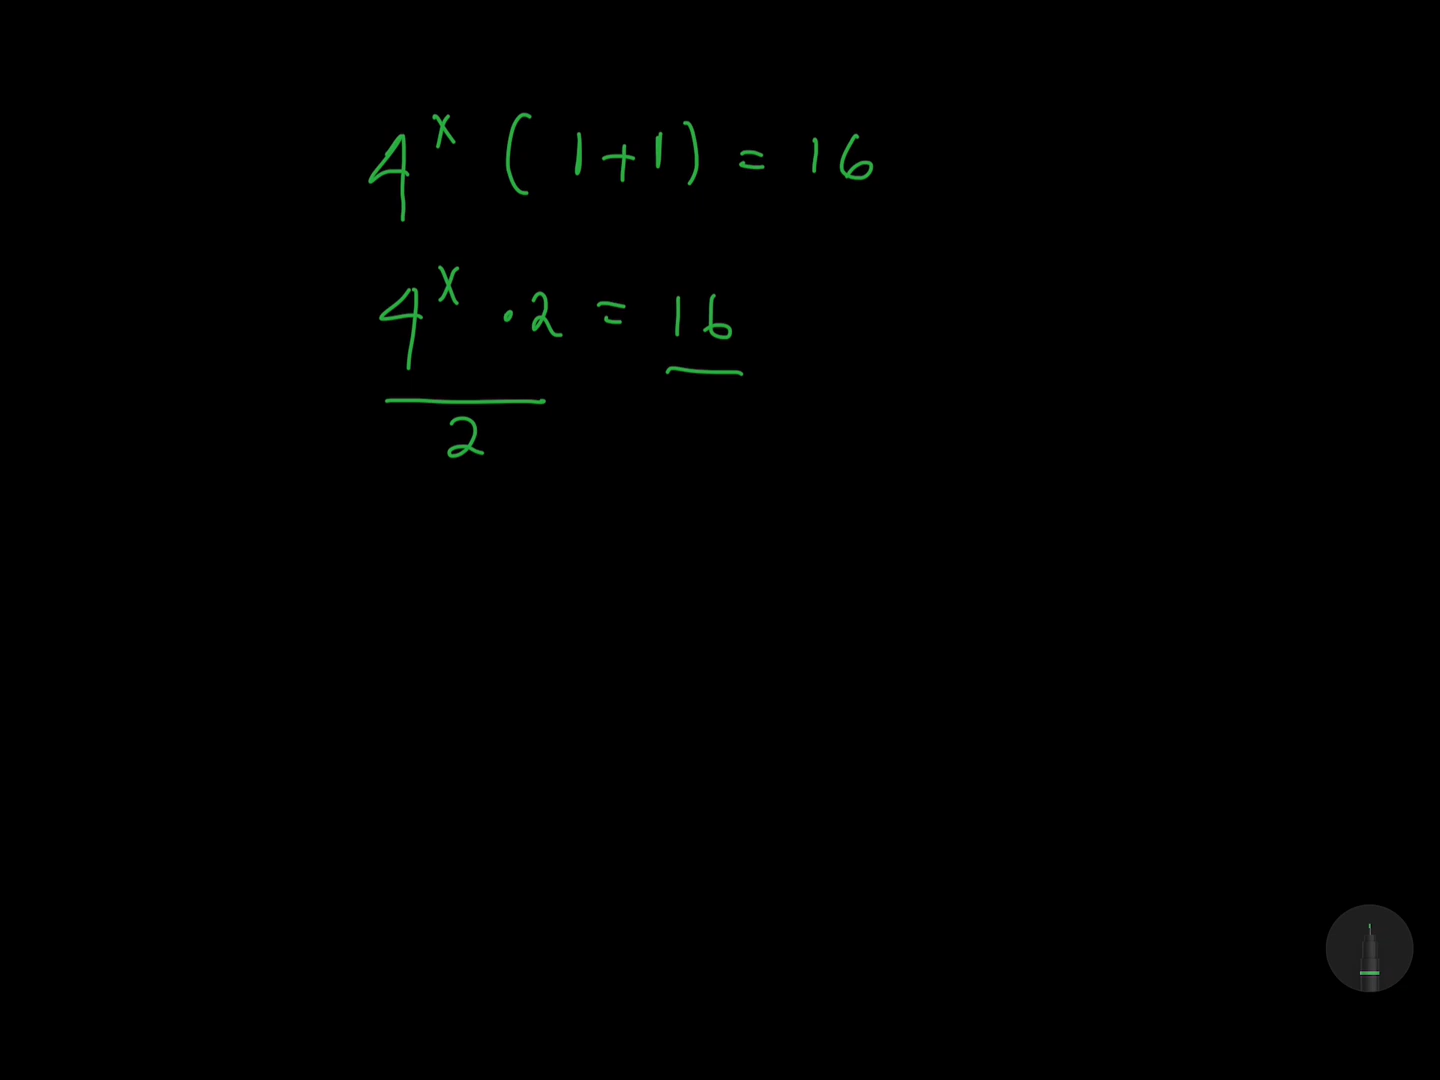 4^x (1+1) = 16
4^x · 2 = 16
2